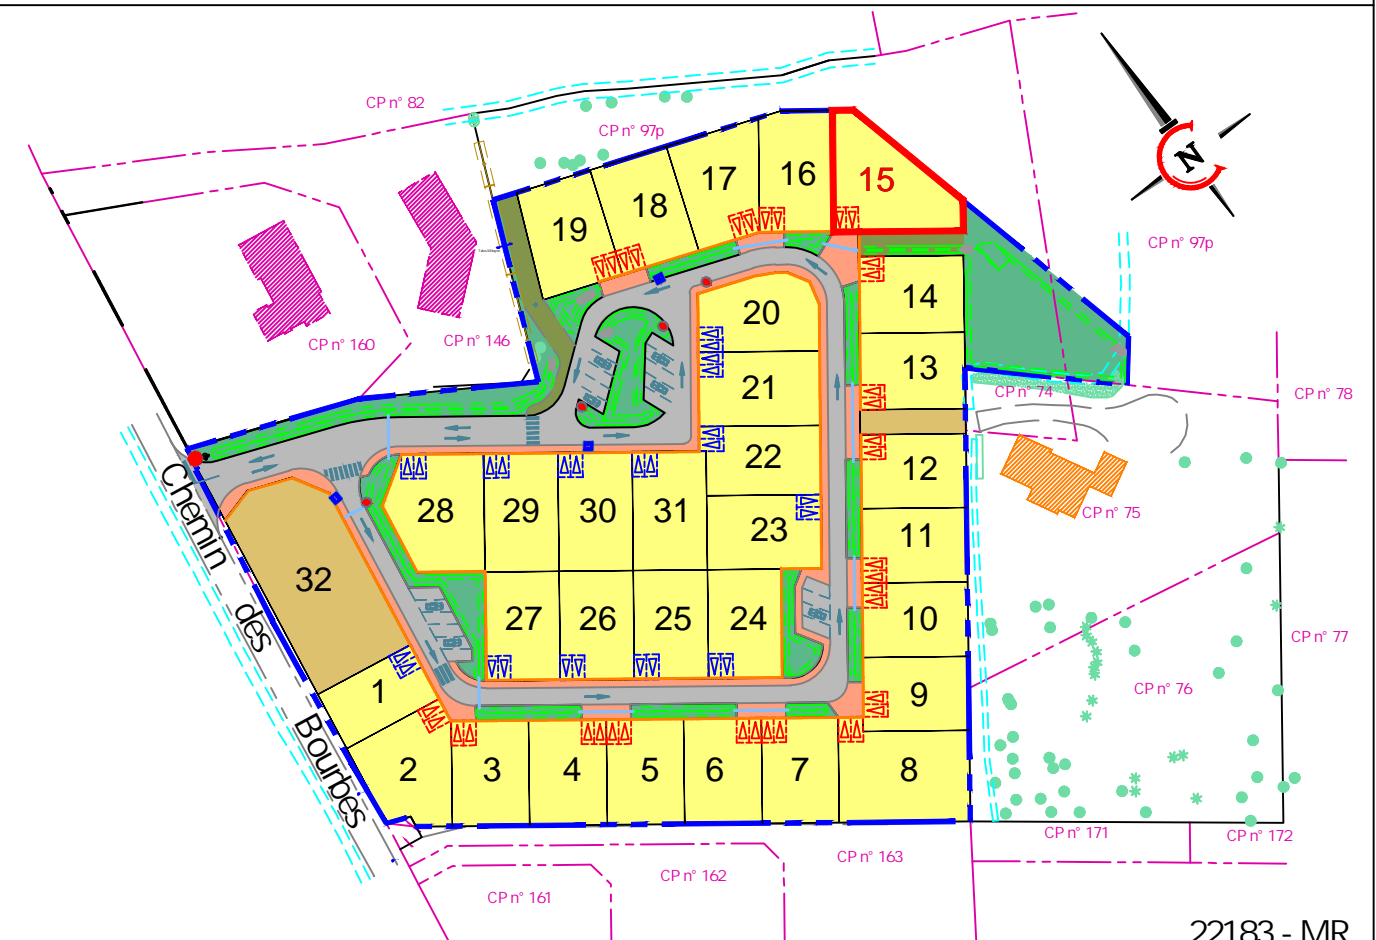 CP n° 82
CP n° 97p
N
CP n° 97p
CP n° 160
CP n° 146
CP n° 74
CP n° 78
CP n° 75
CP n° 77
CP n° 76
CP n° 171
CP n° 172
CP n° 163
CP n° 162
CP n° 161
15
16
17
18
19
14
13
20
21
22
23
12
11
10
9
28
29
30
31
27
26
25
24
32
1
2
3
4
5
6
7
8
Chemin
des
Bourbes
22183 - MR